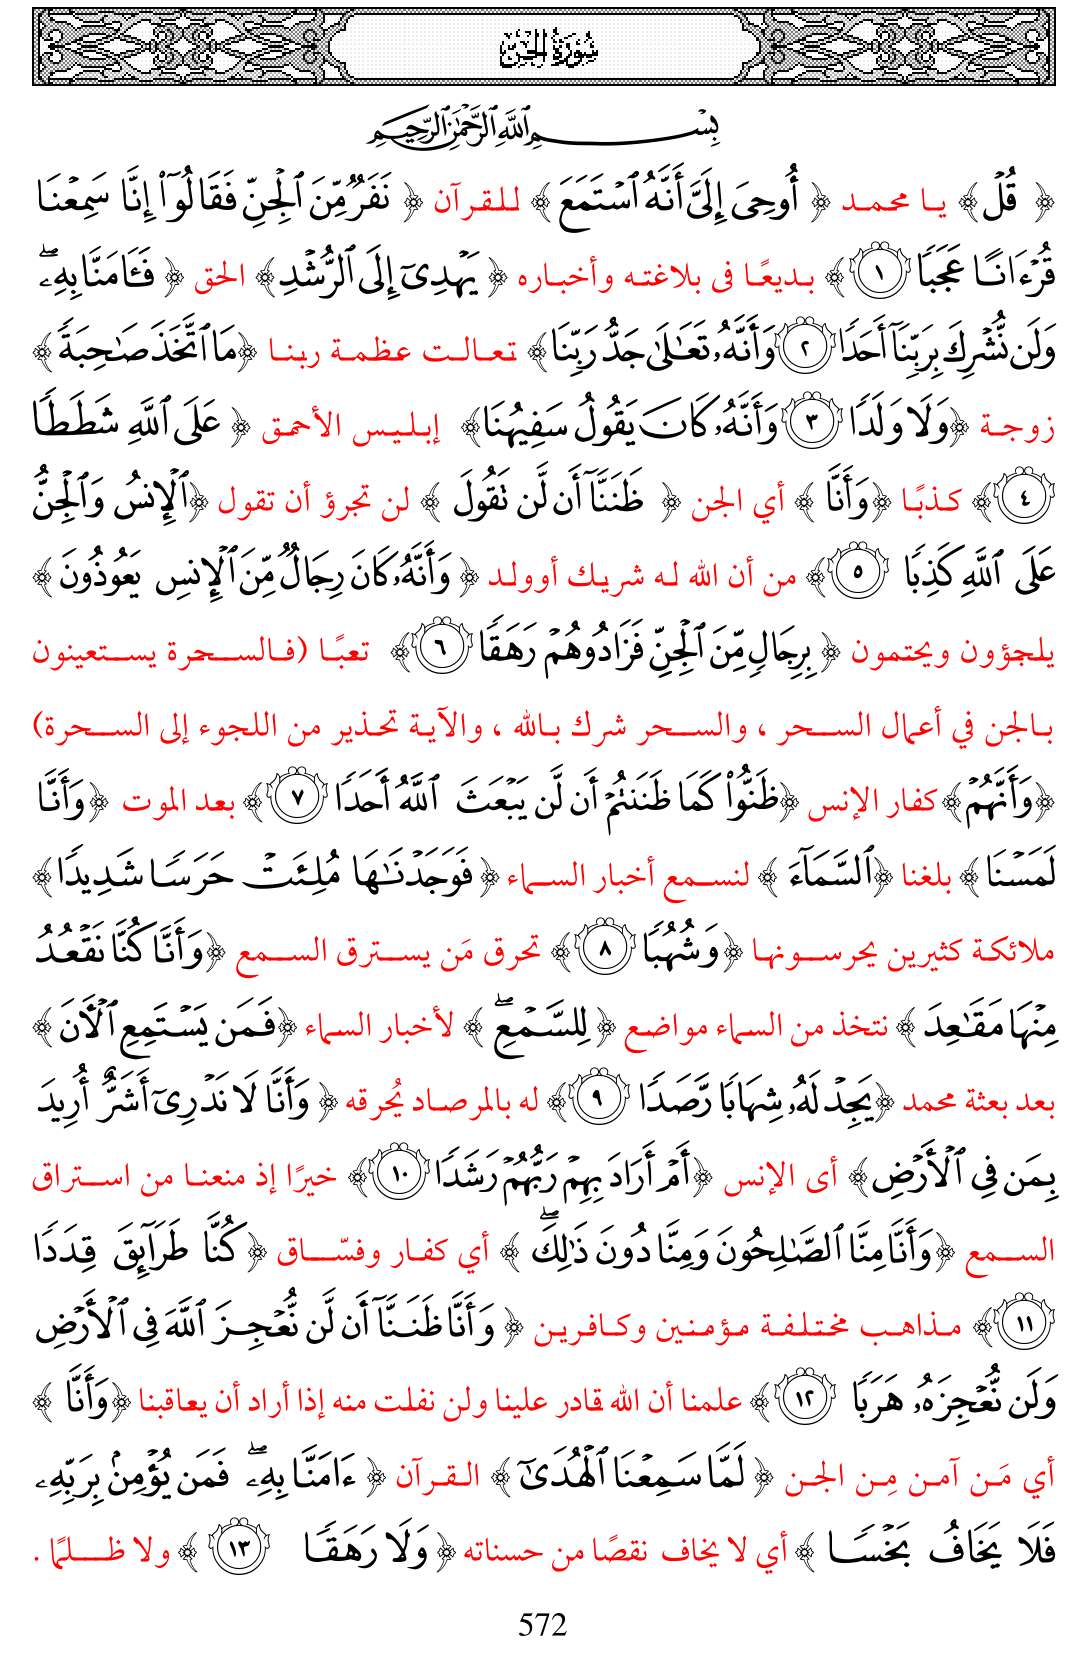 سُورَةُ الجِنّ
بِسْمِ ٱللَّهِ ٱلرَّحْمَٰنِ ٱلرَّحِيمِ
﴿ قُلْ ﴾ يا محمد ﴿ أُوحِىَ إِلَىَّ أَنَّهُ ٱسْتَمَعَ ﴾ للقرآن ﴿ نَفَرٌ مِّنَ ٱلْجِنِّ فَقَالُوٓا۟ إِنَّا سَمِعْنَا
قُرْءَانًا عَجَبًا ١ ﴾ بديعًا فى بلاغته وأخباره ﴿ يَهْدِىٓ إِلَى ٱلرُّشْدِ ﴾ الحق ﴿ فَـَٔامَنَّا بِهِۦ ۖ
وَلَن نُّشْرِكَ بِرَبِّنَآ أَحَدًا ٢ وَأَنَّهُۥ تَعَٰلَىٰ جَدُّ رَبِّنَا ﴾ تعالت عظمة ربنا ﴿ مَا ٱتَّخَذَ صَٰحِبَةً ﴾
زوجة ﴿ وَلَا وَلَدًا ٣ وَأَنَّهُۥ كَانَ يَقُولُ سَفِيهُنَا ﴾ إبليس الأحمق ﴿ عَلَى ٱللَّهِ شَطَطًا
٤ ﴾ كذبًا ﴿ وَأَنَّا ﴾ أي الجن ﴿ ظَنَنَّآ أَن لَّن تَقُولَ ﴾ لن تجرؤ أن تقول ﴿ ٱلْإِنسُ وَٱلْجِنُّ
عَلَى ٱللَّهِ كَذِبًا ٥ ﴾ من أن الله له شريك أوولد ﴿ وَأَنَّهُۥ كَانَ رِجَالٌ مِّنَ ٱلْإِنسِ يَعُوذُونَ ﴾
يلجؤون ويحتمون ﴿ بِرِجَالٍ مِّنَ ٱلْجِنِّ فَزَادُوهُمْ رَهَقًا ٦ ﴾ تعبًا (فالسحرة يستعينون
بالجن في أعمال السحر ، والسحر شرك بالله ، والآية تحذير من اللجوء إلى السحرة)
﴿ وَأَنَّهُمْ ﴾ كفار الإنس ﴿ ظَنُّوا۟ كَمَا ظَنَنتُمْ أَن لَّن يَبْعَثَ ٱللَّهُ أَحَدًا ٧ ﴾ بعد الموت ﴿ وَأَنَّا
لَمَسْنَا ﴾ بلغنا ﴿ ٱلسَّمَآءَ ﴾ لنسمع أخبار السماء ﴿ فَوَجَدْنَٰهَا مُلِئَتْ حَرَسًا شَدِيدًا ﴾
ملائكة كثيرين يحرسونها ﴿ وَشُهُبًا ٨ ﴾ تحرق مَن يسترق السمع ﴿ وَأَنَّا كُنَّا نَقْعُدُ
مِنْهَا مَقَٰعِدَ ﴾ نتخذ من السماء مواضع ﴿ لِلسَّمْعِ ۖ ﴾ لأخبار السماء ﴿ فَمَن يَسْتَمِعِ ٱلْـَٔانَ ﴾
بعد بعثة محمد ﴿ يَجِدْ لَهُۥ شِهَابًا رَّصَدًا ٩ ﴾ له بالمرصاد يُحرقه ﴿ وَأَنَّا لَا نَدْرِىٓ أَشَرٌّ أُرِيدَ
بِمَن فِى ٱلْأَرْضِ ﴾ أى الإنس ﴿ أَمْ أَرَادَ بِهِمْ رَبُّهُمْ رَشَدًا ١٠ ﴾ خيرًا إذ منعنا من استراق
السمع ﴿ وَأَنَّا مِنَّا ٱلصَّٰلِحُونَ وَمِنَّا دُونَ ذَٰلِكَ ۖ ﴾ أي كفار وفسّاق ﴿ كُنَّا طَرَآئِقَ قِدَدًا
١١ ﴾ مذاهب مختلفة مؤمنين وكافرين ﴿ وَأَنَّا ظَنَنَّآ أَن لَّن نُّعْجِزَ ٱللَّهَ فِى ٱلْأَرْضِ
وَلَن نُّعْجِزَهُۥ هَرَبًا ١٢ ﴾ علمنا أن الله قادر علينا ولن نفلت منه إذا أراد أن يعاقبنا ﴿ وَأَنَّا ﴾
أي مَن آمن مِن الجن ﴿ لَمَّا سَمِعْنَا ٱلْهُدَىٰٓ ﴾ القرآن ﴿ ءَامَنَّا بِهِۦ ۖ فَمَن يُؤْمِنۢ بِرَبِّهِۦ
فَلَا يَخَافُ بَخْسًا ﴾ أي لا يخاف نقصًا من حسناته ﴿ وَلَا رَهَقًا ١٣ ﴾ ولا ظلمًا .
572